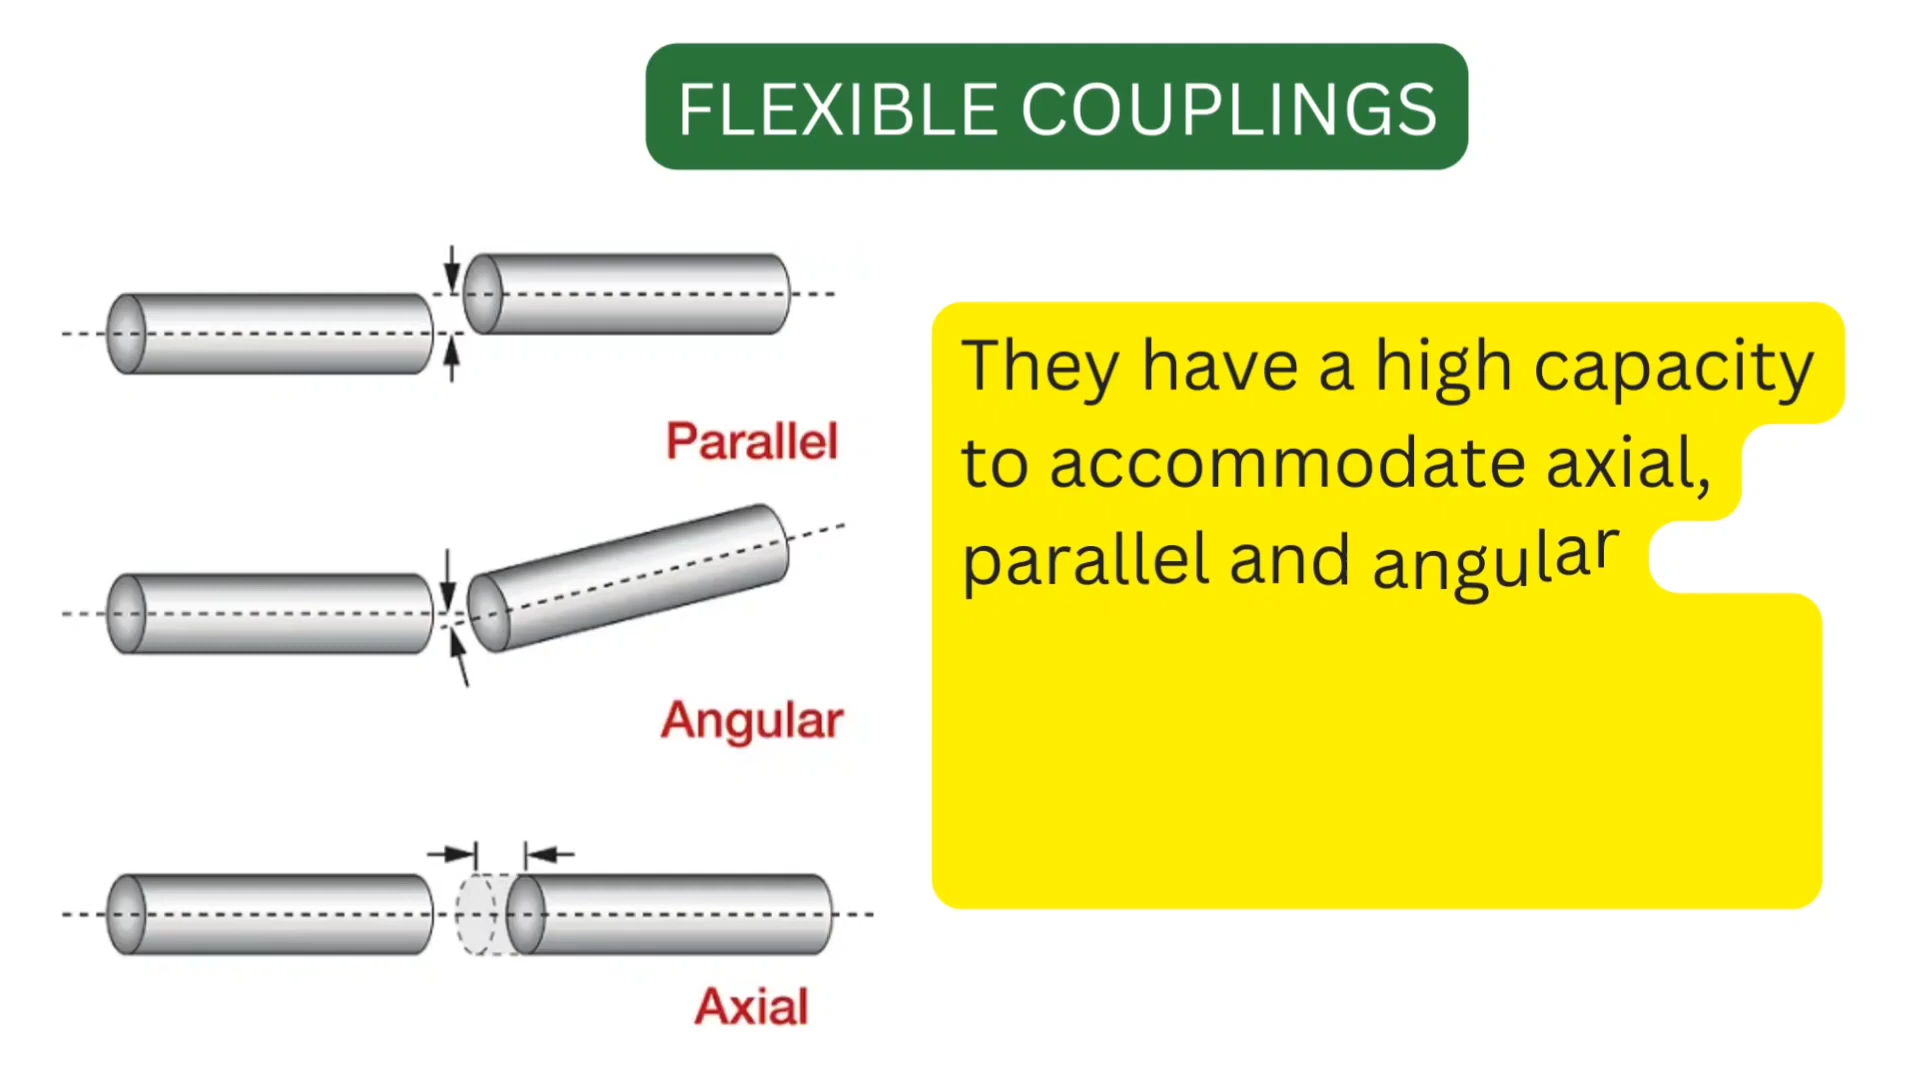 FLEXIBLE COUPLINGS
Parallel
Angular
Axial
They have a high capacity
to accommodate axial,
parallel and angular